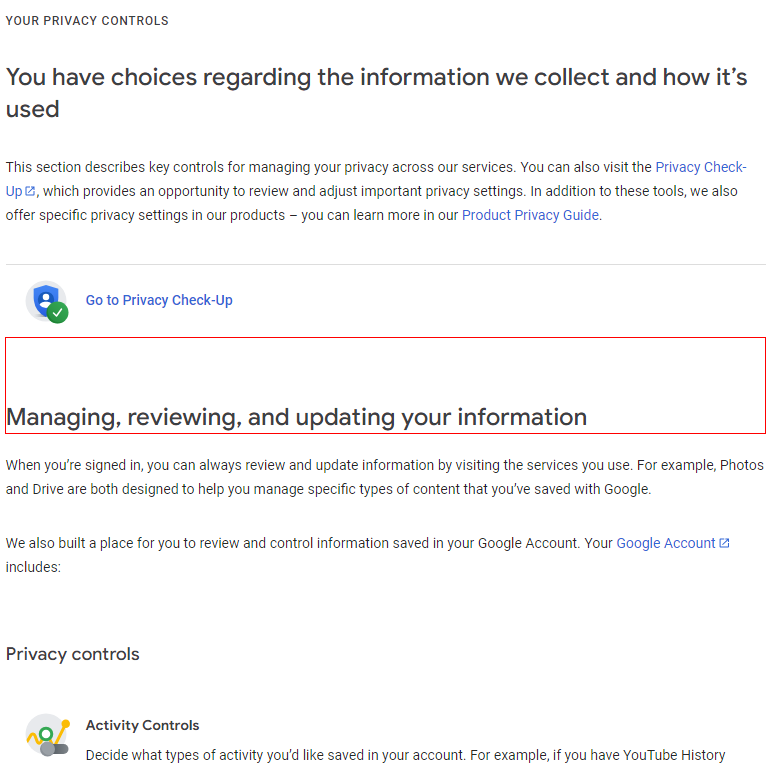 YOUR PRIVACY CONTROLS
You have choices regarding the information we collect and how it’s
used
This section describes key controls for managing your privacy across our services. You can also visit the Privacy Check-
Up, which provides an opportunity to review and adjust important privacy settings. In addition to these tools, we also
offer specific privacy settings in our products – you can learn more in our Product Privacy Guide.
Go to Privacy Check-Up
Managing, reviewing, and updating your information
When you’re signed in, you can always review and update information by visiting the services you use. For example, Photos
and Drive are both designed to help you manage specific types of content that you’ve saved with Google.
We also built a place for you to review and control information saved in your Google Account. Your Google Account
includes:
Privacy controls
Activity Controls
Decide what types of activity you’d like saved in your account. For example, if you have YouTube History